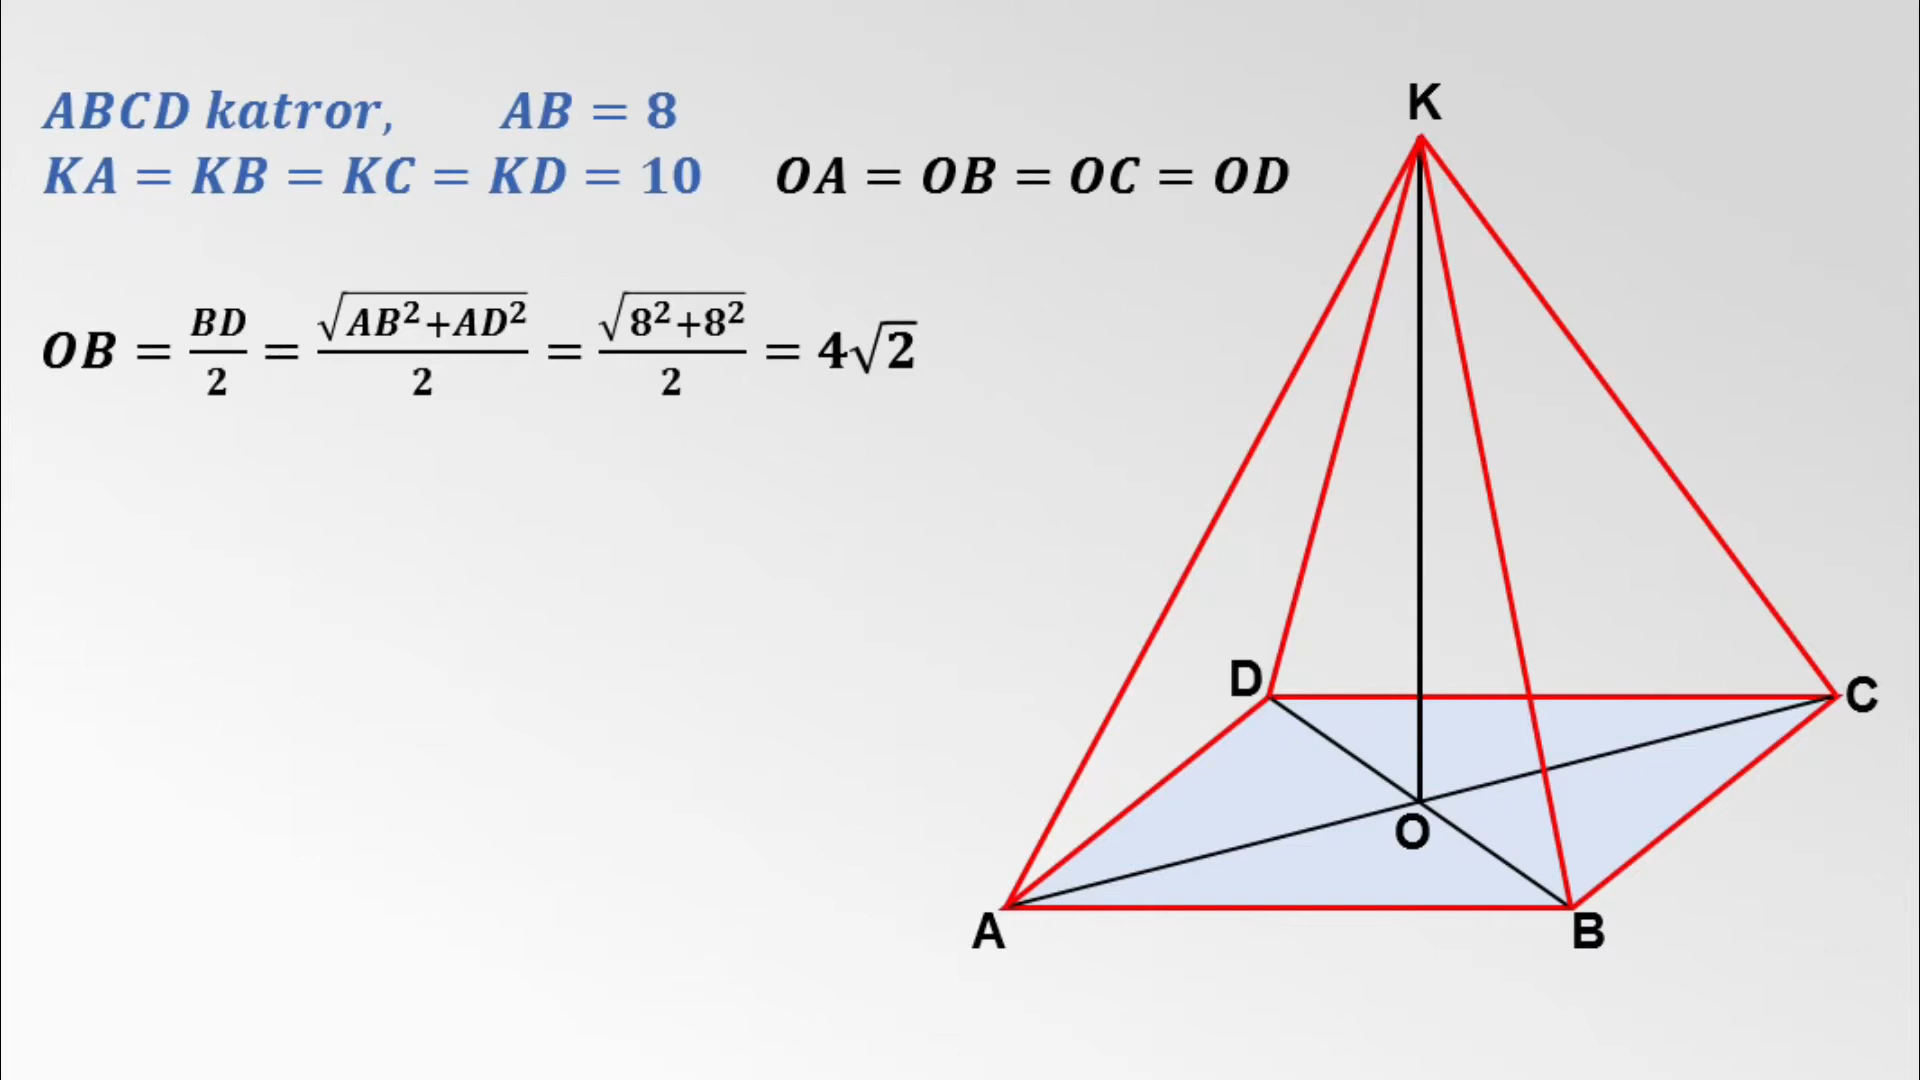 ABCD katror, AB = 8
KA = KB = KC = KD = 10 OA = OB = OC = OD
OB = BD/2 = √(AB²+AD²)/2 = √(8²+8²)/2 = 4√2
K
D
C
O
A
B